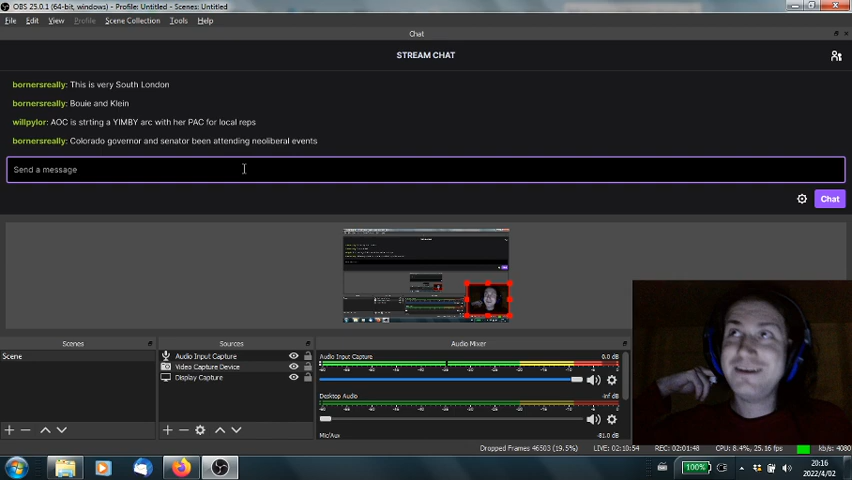 OBS 25.0.1 (64-bit, windows) - Profile: Untitled - Scenes: Untitled
File Edit View Profile Scene Collection Tools Help
Chat
STREAM CHAT
bornersreally: This is very South London
bornersreally: Bouie and Klein
willpylor: AOC is strting a YIMBY arc with her PAC for local reps
bornersreally: Colorado governor and senator been attending neoliberal events
Send a message
Chat
Scenes Sources Audio Mixer
Scene
Audio Input Capture
Video Capture Device
Display Capture
Audio Input Capture 0.0 dB
Desktop Audio -inf dB
Mic/Aux -81.0 dB
Dropped Frames 46503 (19.5%) LIVE: 02:10:54 REC: 02:01:48 CPU: 8.4%, 25.16 fps kb/s: 4080
100%
20:16
2022/4/02